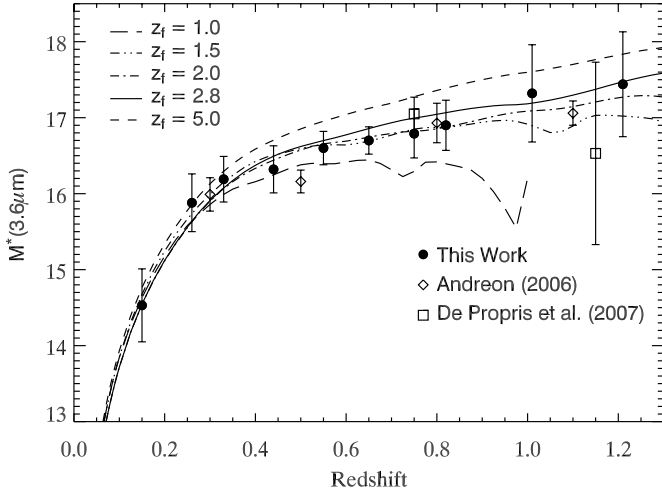 z_f = 1.0
z_f = 1.5
z_f = 2.0
z_f = 2.8
z_f = 5.0
This Work
Andreon (2006)
De Propris et al. (2007)
M*(3.6μm)
18
17
16
15
14
13
0.0 0.2 0.4 0.6 0.8 1.0 1.2
Redshift